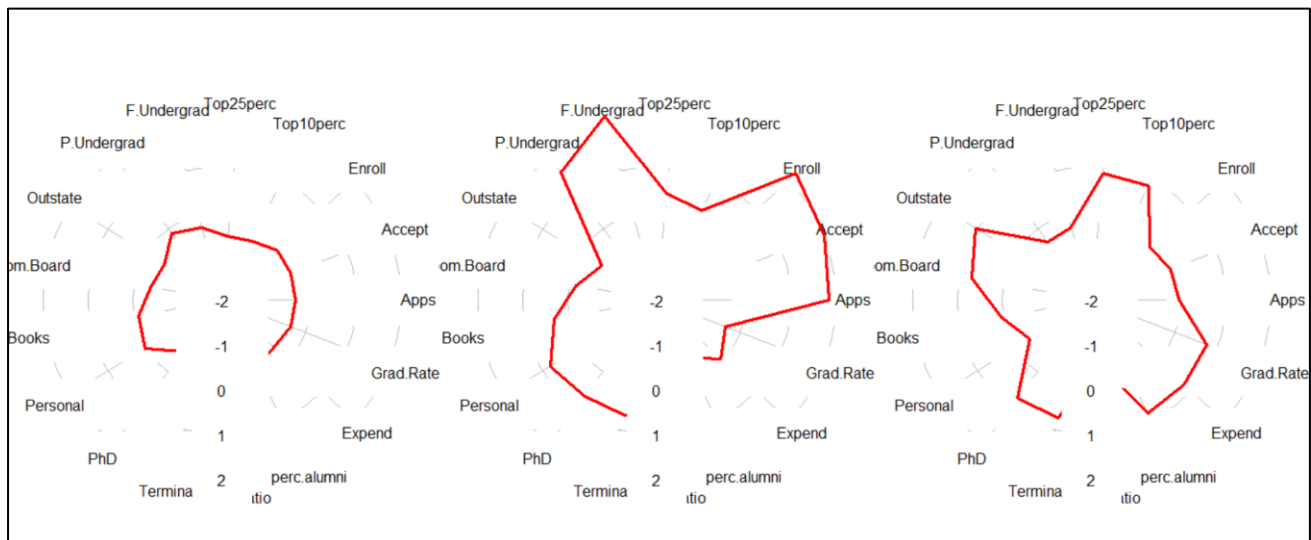 F.Undergrad Top25perc
Top10perc
P.Undergrad
Enroll
Outstate
Accept
om.Board
-2
Apps
-1
Books
Grad.Rate
0
Personal
1
Expend
PhD
2
perc.alumni
Termina
atio
F.Undergrad Top25perc
Top10perc
P.Undergrad
Enroll
Outstate
Accept
om.Board
-2
Apps
-1
Books
Grad.Rate
0
Personal
1
Expend
PhD
2
perc.alumni
Termina
atio
F.Undergrad Top25perc
Top10perc
P.Undergrad
Enroll
Outstate
Accept
om.Board
-2
Apps
-1
Books
Grad.Rate
0
Personal
1
Expend
PhD
2
perc.alumni
Termina
atio